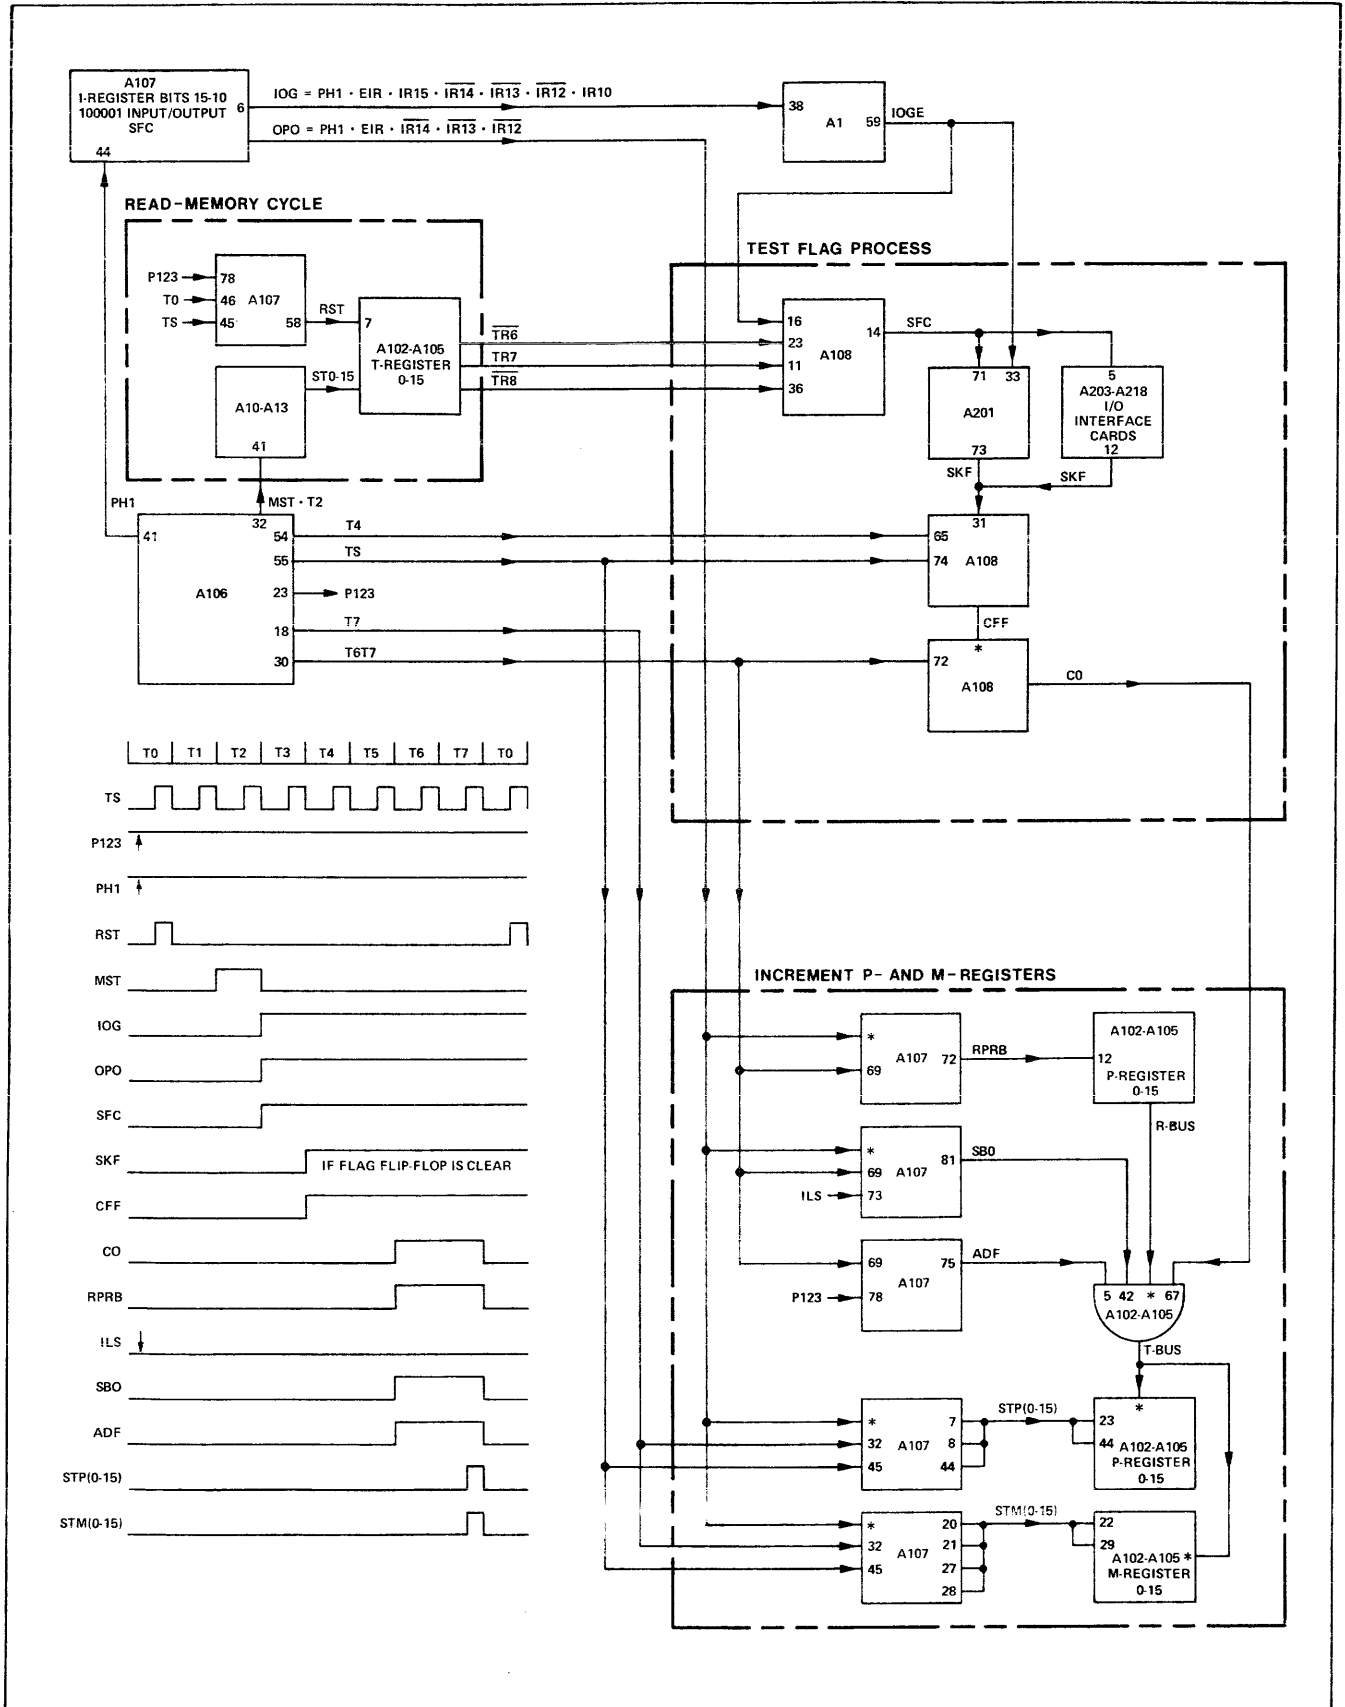 A107
I-REGISTER BITS 15-10
100001 INPUT/OUTPUT
SFC
6
44
IOG = PH1 · EIR · IR15 · IR14 · IR13 · IR12 · IR10
OPO = PH1 · EIR · IR14 · IR13 · IR12
38
A1
59
IOGE
READ-MEMORY CYCLE
P123
78
T0
46
A107
TS
45
58
RST
7
A102-A105
T-REGISTER
0-15
A10-A13
41
ST0-15
TR6
TR7
TR8
TEST FLAG PROCESS
16
23
11
36
A108
14
SFC
71
33
A201
73
5
A203-A218
I/O
INTERFACE
CARDS
12
SKF
SKF
PH1
MST · T2
41
32
54
55
23
18
30
A106
T4
TS
P123
T7
T6T7
31
65
74
A108
CFF
*
72
A108
CO
T0 T1 T2 T3 T4 T5 T6 T7 T0
TS
P123
PH1
RST
MST
IOG
OPO
SFC
SKF
IF FLAG FLIP-FLOP IS CLEAR
CFF
CO
RPRB
ILS
SBO
ADF
STP(0-15)
STM(0-15)
INCREMENT P- AND M-REGISTERS
*
69
A107
72
RPRB
A102-A105
12
P-REGISTER
0-15
R-BUS
*
69
ILS
73
A107
81
SBO
69
P123
78
A107
75
ADF
5 42 * 67
A102-A105
T-BUS
*
32
45
A107
7
8
44
STP(0-15)
*
23
44
A102-A105
P-REGISTER
0-15
*
32
45
A107
20
21
27
28
STM(0-15)
22
29
A102-A105 *
M-REGISTER
0-15